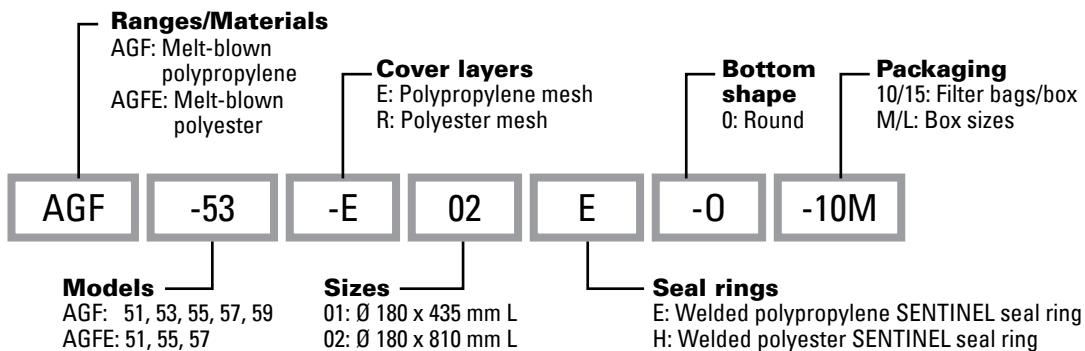 Ranges/Materials
AGF: Melt-blown
polypropylene
AGFE: Melt-blown
polyester
Cover layers
E: Polypropylene mesh
R: Polyester mesh
Bottom
shape
0: Round
Packaging
10/15: Filter bags/box
M/L: Box sizes
AGF
-53
-E
02
E
-0
-10M
Models
AGF: 51, 53, 55, 57, 59
AGFE: 51, 55, 57
Sizes
01: Ø 180 x 435 mm L
02: Ø 180 x 810 mm L
Seal rings
E: Welded polypropylene SENTINEL seal ring
H: Welded polyester SENTINEL seal ring